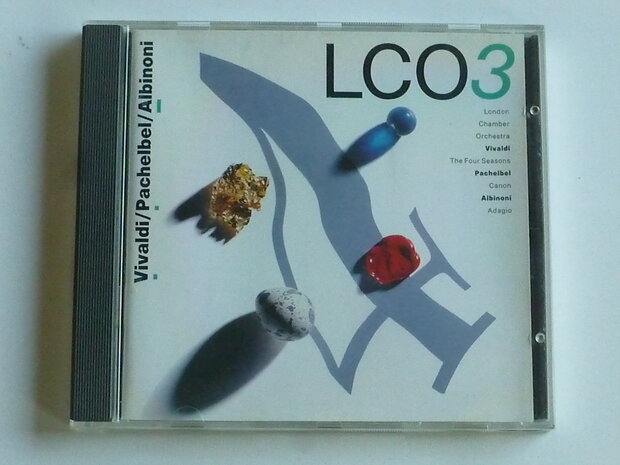 Vivaldi/Pachelbel/Albinoni
LCO3
London
Chamber
Orchestra
Vivaldi
The Four Seasons
Pachelbel
Canon
Albinoni
Adagio